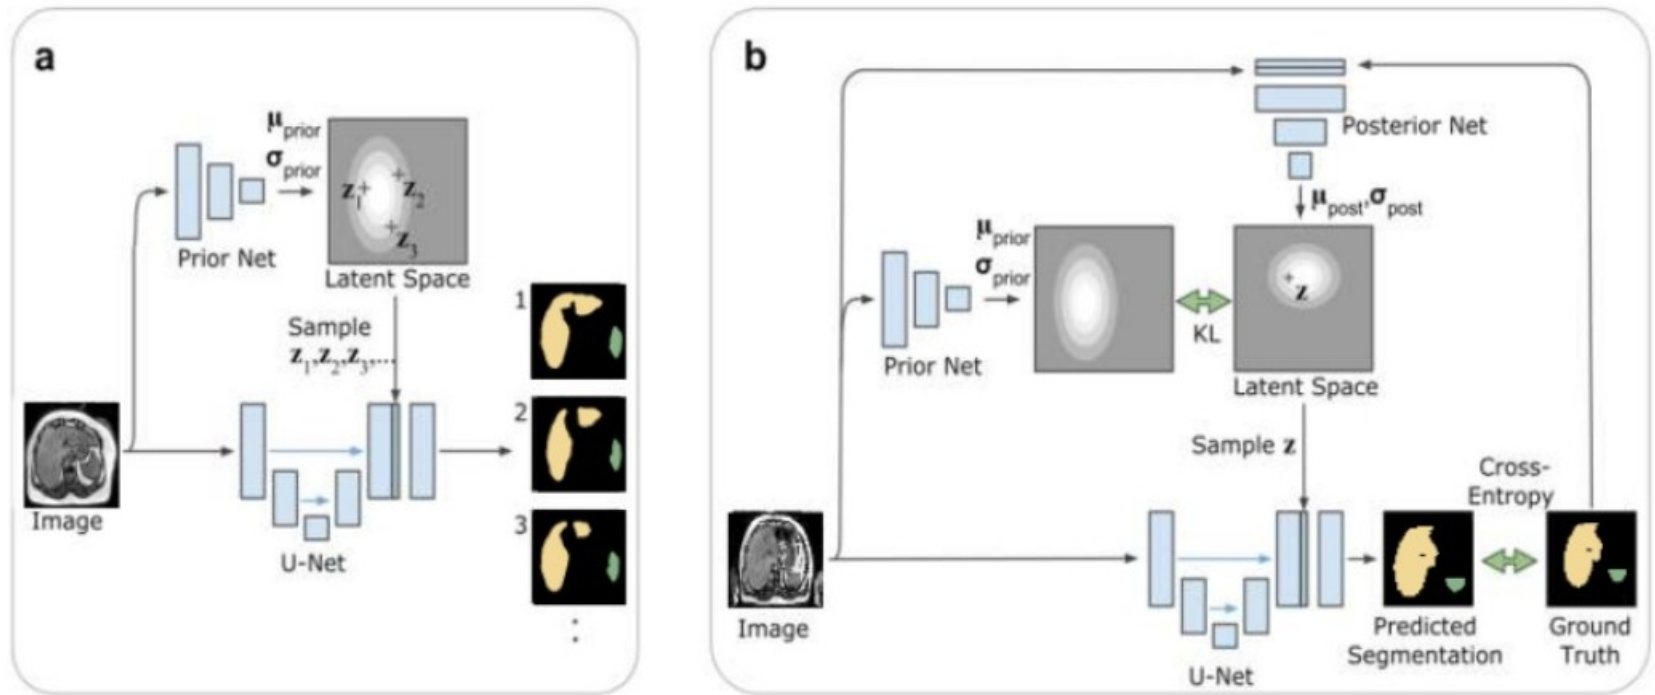 a
μprior
σprior
z1
z2
z3
Prior Net
Latent Space
Sample
z1,z2,z3,...
1
2
3
Image
U-Net
b
Posterior Net
μpost,σpost
μprior
σprior
z
KL
Prior Net
Latent Space
Sample z
Cross-
Entropy
Image
U-Net
Predicted
Segmentation
Ground
Truth